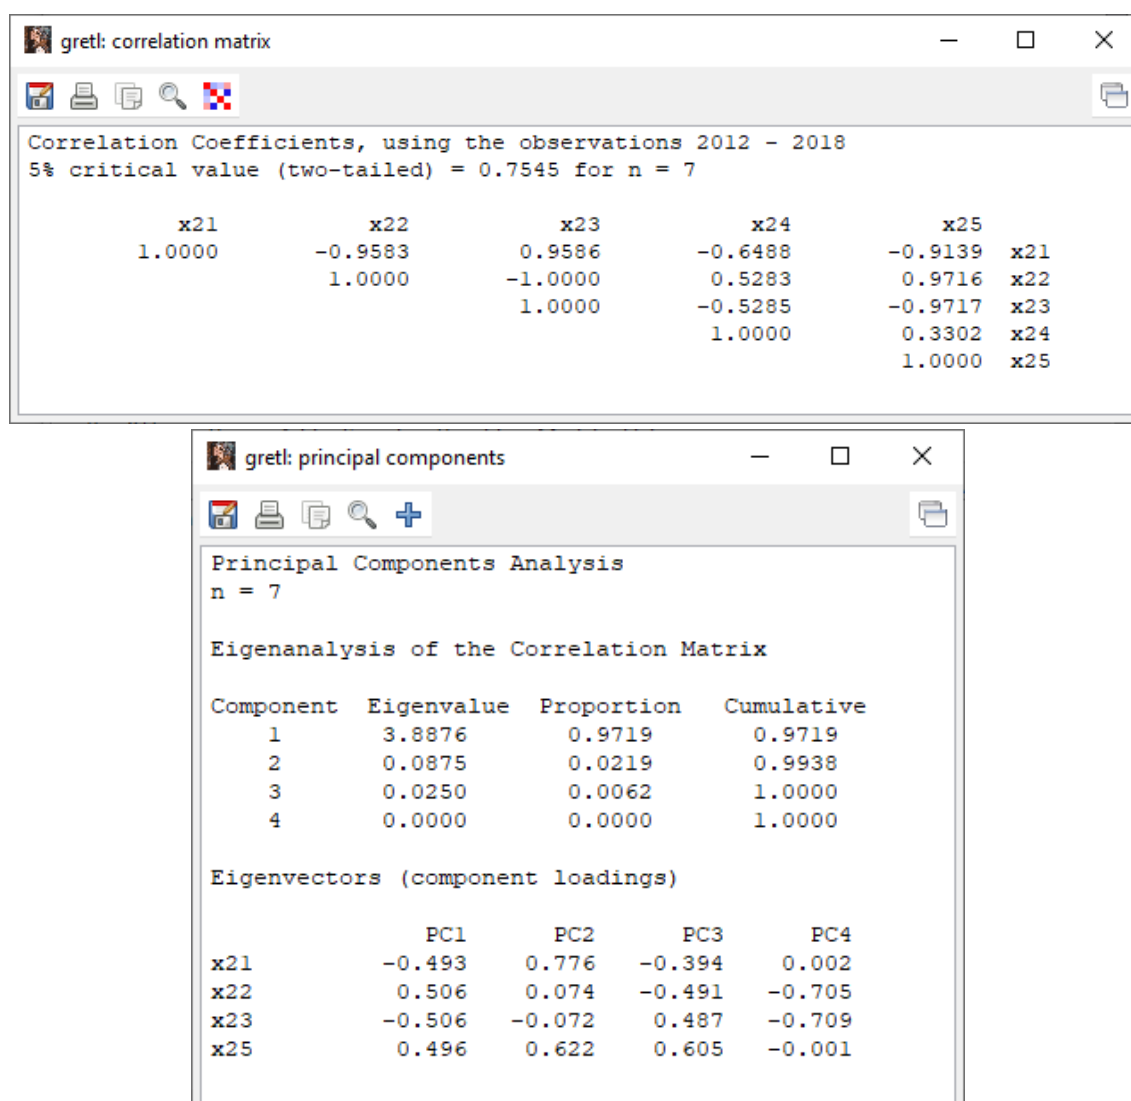 gretl: correlation matrix
Correlation Coefficients, using the observations 2012 - 2018
5% critical value (two-tailed) = 0.7545 for n = 7
x21 x22 x23 x24 x25
1.0000 -0.9583 0.9586 -0.6488 -0.9139 x21
1.0000 -1.0000 0.5283 0.9716 x22
1.0000 -0.5285 -0.9717 x23
1.0000 0.3302 x24
1.0000 x25
gretl: principal components
Principal Components Analysis
n = 7
Eigenanalysis of the Correlation Matrix
Component Eigenvalue Proportion Cumulative
1 3.8876 0.9719 0.9719
2 0.0875 0.0219 0.9938
3 0.0250 0.0062 1.0000
4 0.0000 0.0000 1.0000
Eigenvectors (component loadings)
PC1 PC2 PC3 PC4
x21 -0.493 0.776 -0.394 0.002
x22 0.506 0.074 -0.491 -0.705
x23 -0.506 -0.072 0.487 -0.709
x25 0.496 0.622 0.605 -0.001